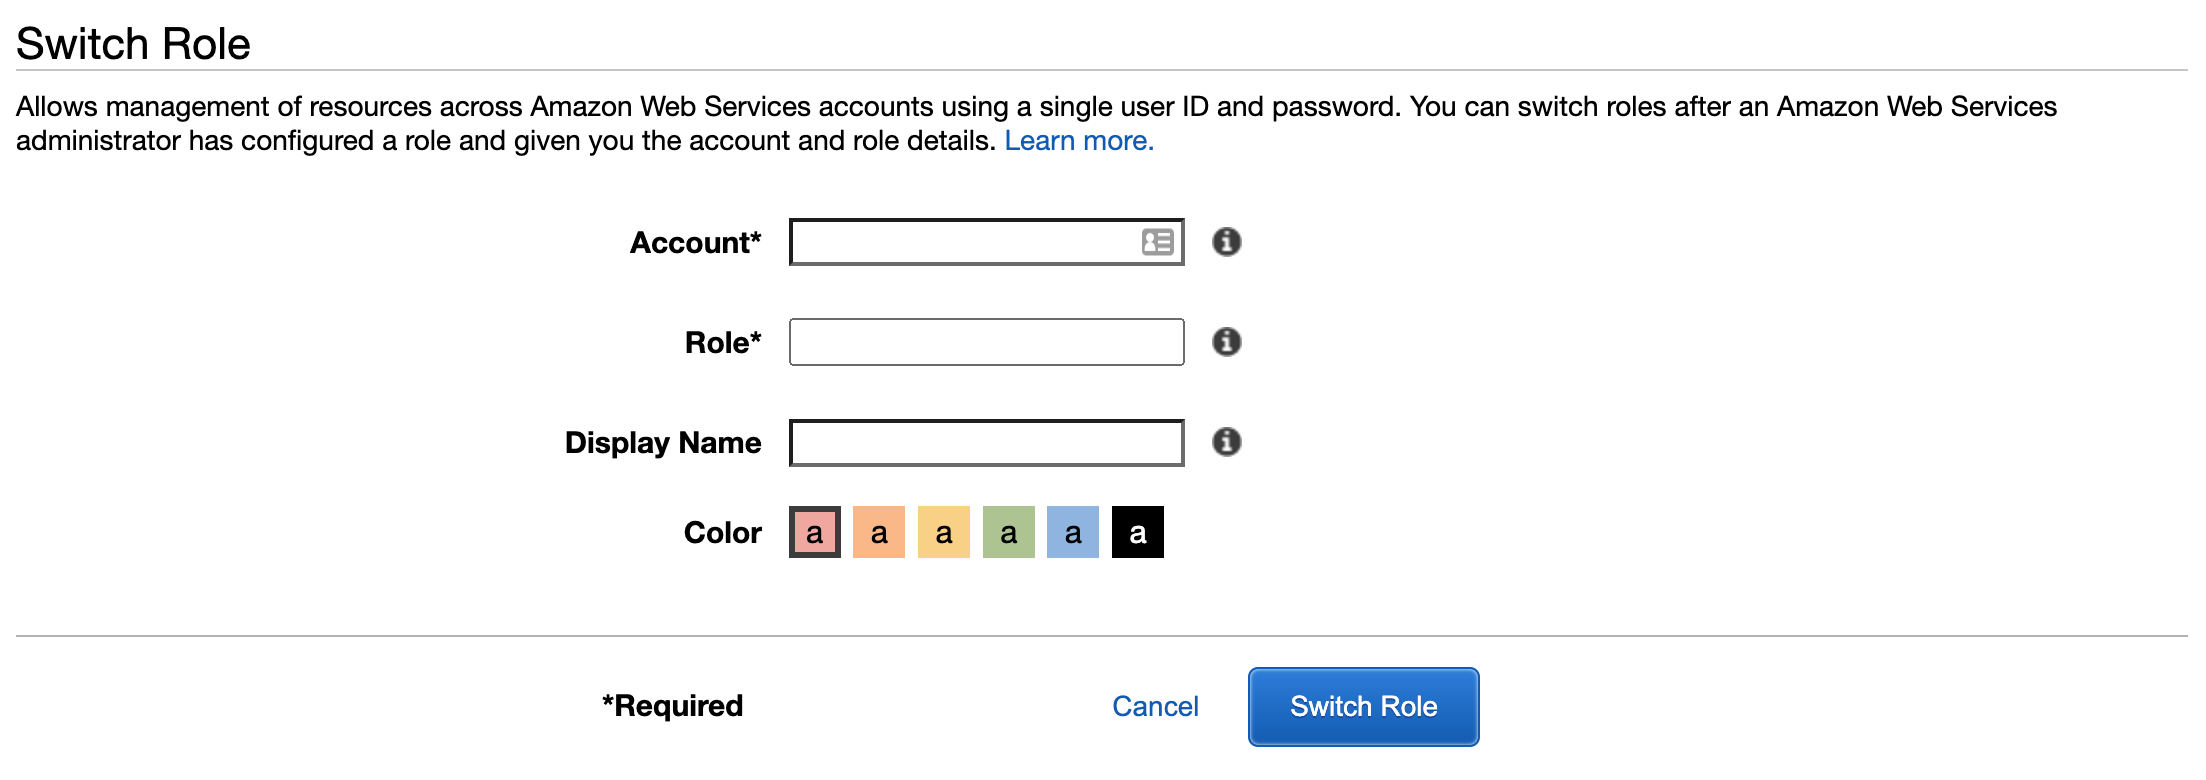 Switch Role
Allows management of resources across Amazon Web Services accounts using a single user ID and password. You can switch roles after an Amazon Web Services
administrator has configured a role and given you the account and role details. Learn more.
Account*
Role*
Display Name
Color a a a a a a
*Required Cancel Switch Role